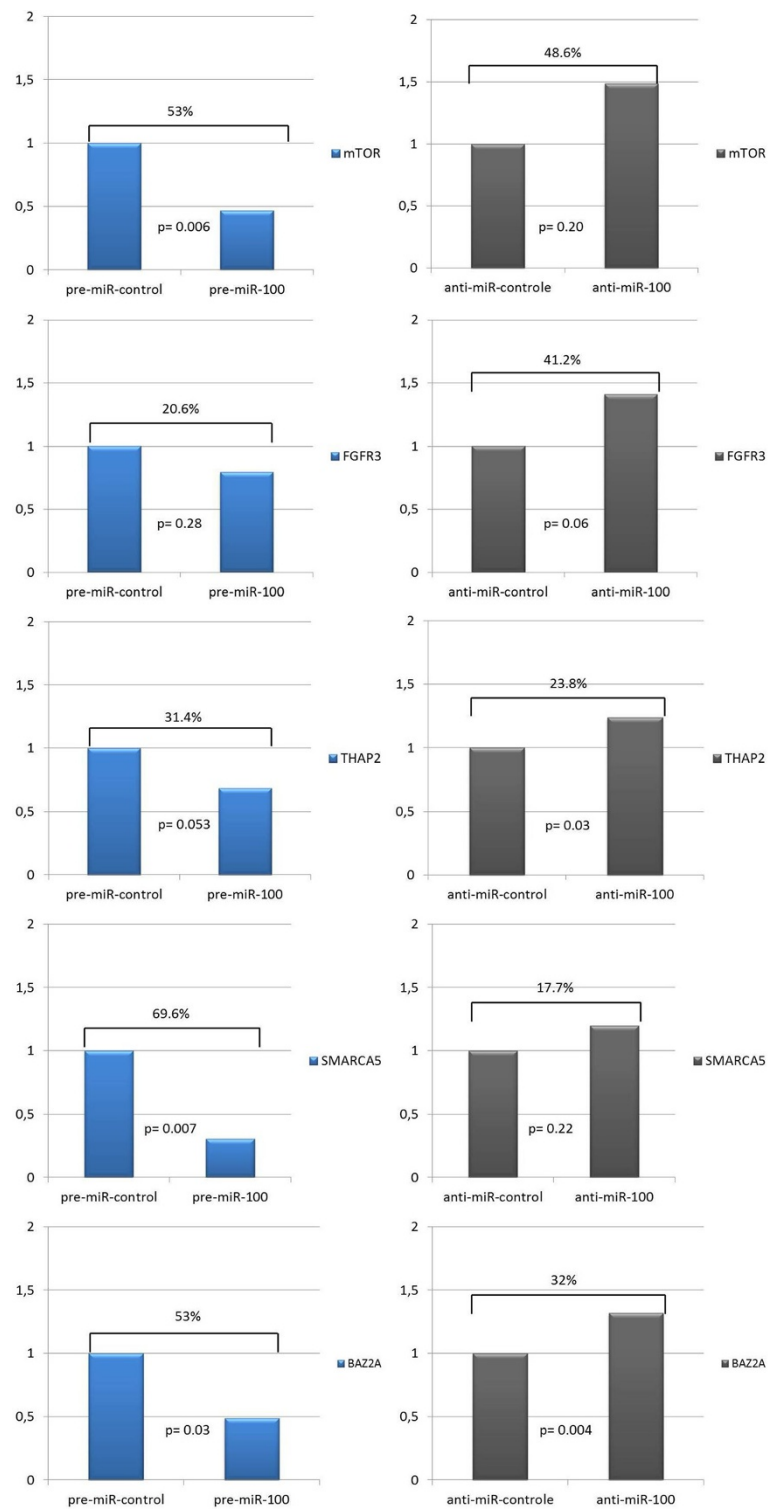 2
53%
1,5
1
mTOR
0,5
p= 0.006
0
pre-miR-control pre-miR-100
2
48.6%
1,5
1
mTOR
0,5
p= 0.20
0
anti-miR-controle anti-miR-100
2
1,5
20.6%
1
FGFR3
0,5
p= 0.28
0
pre-miR-control pre-miR-100
2
41.2%
1,5
1
FGFR3
0,5
p= 0.06
0
anti-miR-control anti-miR-100
2
1,5
31.4%
1
THAP2
0,5
p= 0.053
0
pre-miR-control pre-miR-100
2
23.8%
1,5
1
THAP2
0,5
p= 0.03
0
anti-miR-control anti-miR-100
2
1,5
69.6%
1
SMARCA5
0,5
p= 0.007
0
pre-miR-control pre-miR-100
2
1,5
17.7%
1
SMARCA5
0,5
p= 0.22
0
anti-miR-control anti-miR-100
2
1,5
53%
1
BAZ2A
0,5
p= 0.03
0
pre-miR-control pre-miR-100
2
32%
1,5
1
BAZ2A
0,5
p= 0.004
0
anti-miR-controle anti-miR-100